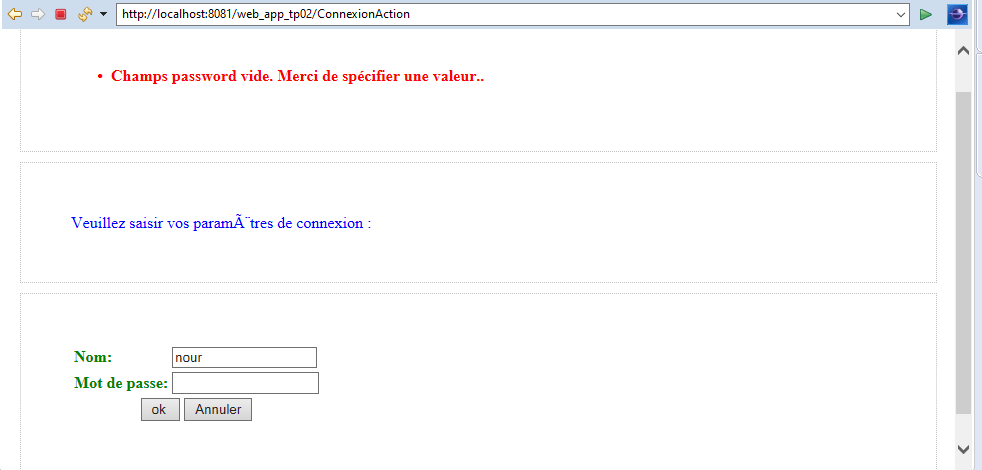 http://localhost:8081/web_app_tp02/ConnexionAction
• Champs password vide. Merci de spécifier une valeur..
Veuillez saisir vos paramÃ¨tres de connexion :
Nom: nour
Mot de passe:
ok Annuler